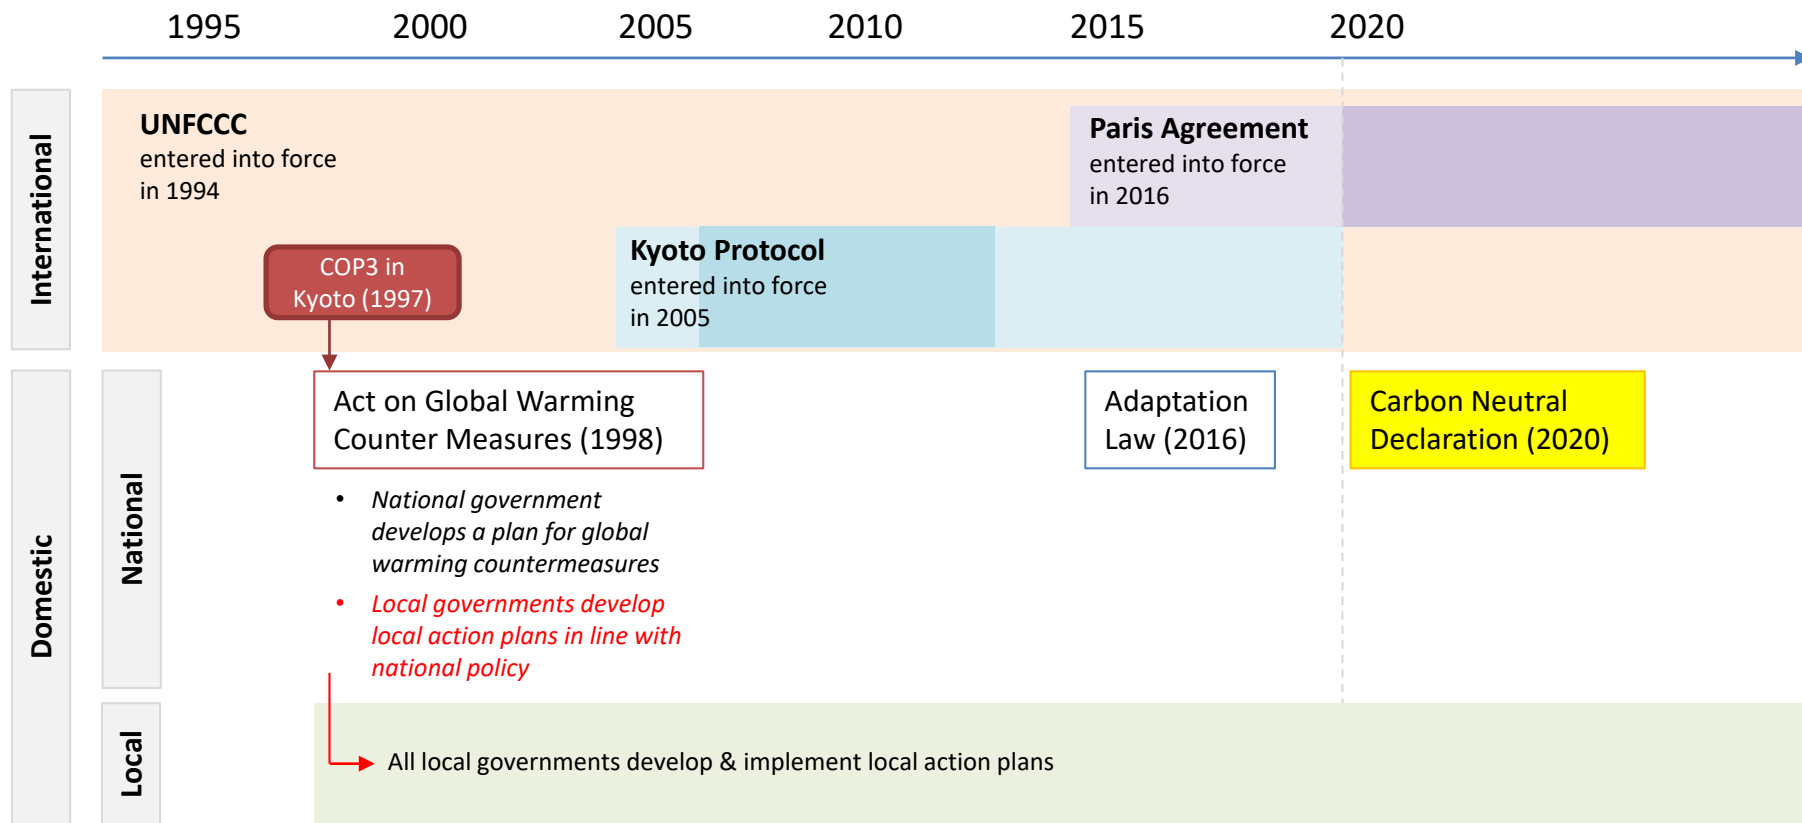 1995 2000 2005 2010 2015 2020
International
UNFCCC
entered into force
in 1994
Paris Agreement
entered into force
in 2016
COP3 in
Kyoto (1997)
Kyoto Protocol
entered into force
in 2005
Domestic
National
Act on Global Warming
Counter Measures (1998)
Adaptation
Law (2016)
Carbon Neutral
Declaration (2020)
• National government
develops a plan for global
warming countermeasures
• Local governments develop
local action plans in line with
national policy
Local
All local governments develop & implement local action plans